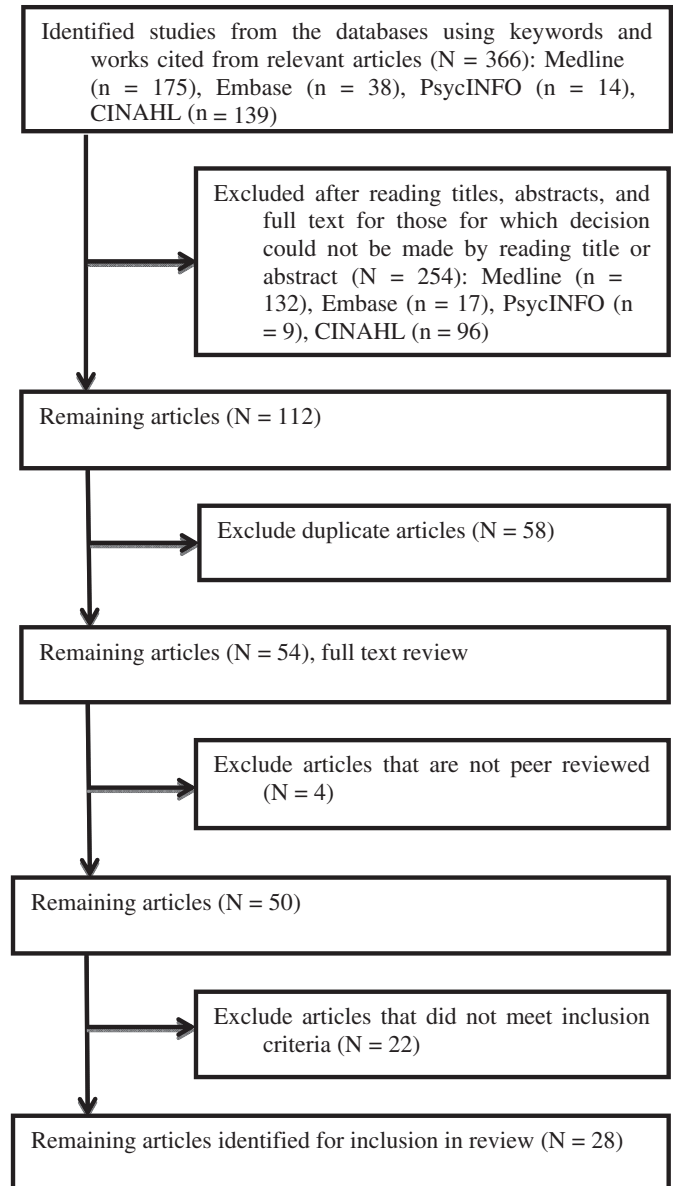 Identified studies from the databases using keywords and
works cited from relevant articles (N = 366): Medline
(n = 175), Embase (n = 38), PsycINFO (n = 14),
CINAHL (n = 139)
Excluded after reading titles, abstracts, and
full text for those for which decision
could not be made by reading title or
abstract (N = 254): Medline (n =
132), Embase (n = 17), PsycINFO (n
= 9), CINAHL (n = 96)
Remaining articles (N = 112)
Exclude duplicate articles (N = 58)
Remaining articles (N = 54), full text review
Exclude articles that are not peer reviewed
(N = 4)
Remaining articles (N = 50)
Exclude articles that did not meet inclusion
criteria (N = 22)
Remaining articles identified for inclusion in review (N = 28)